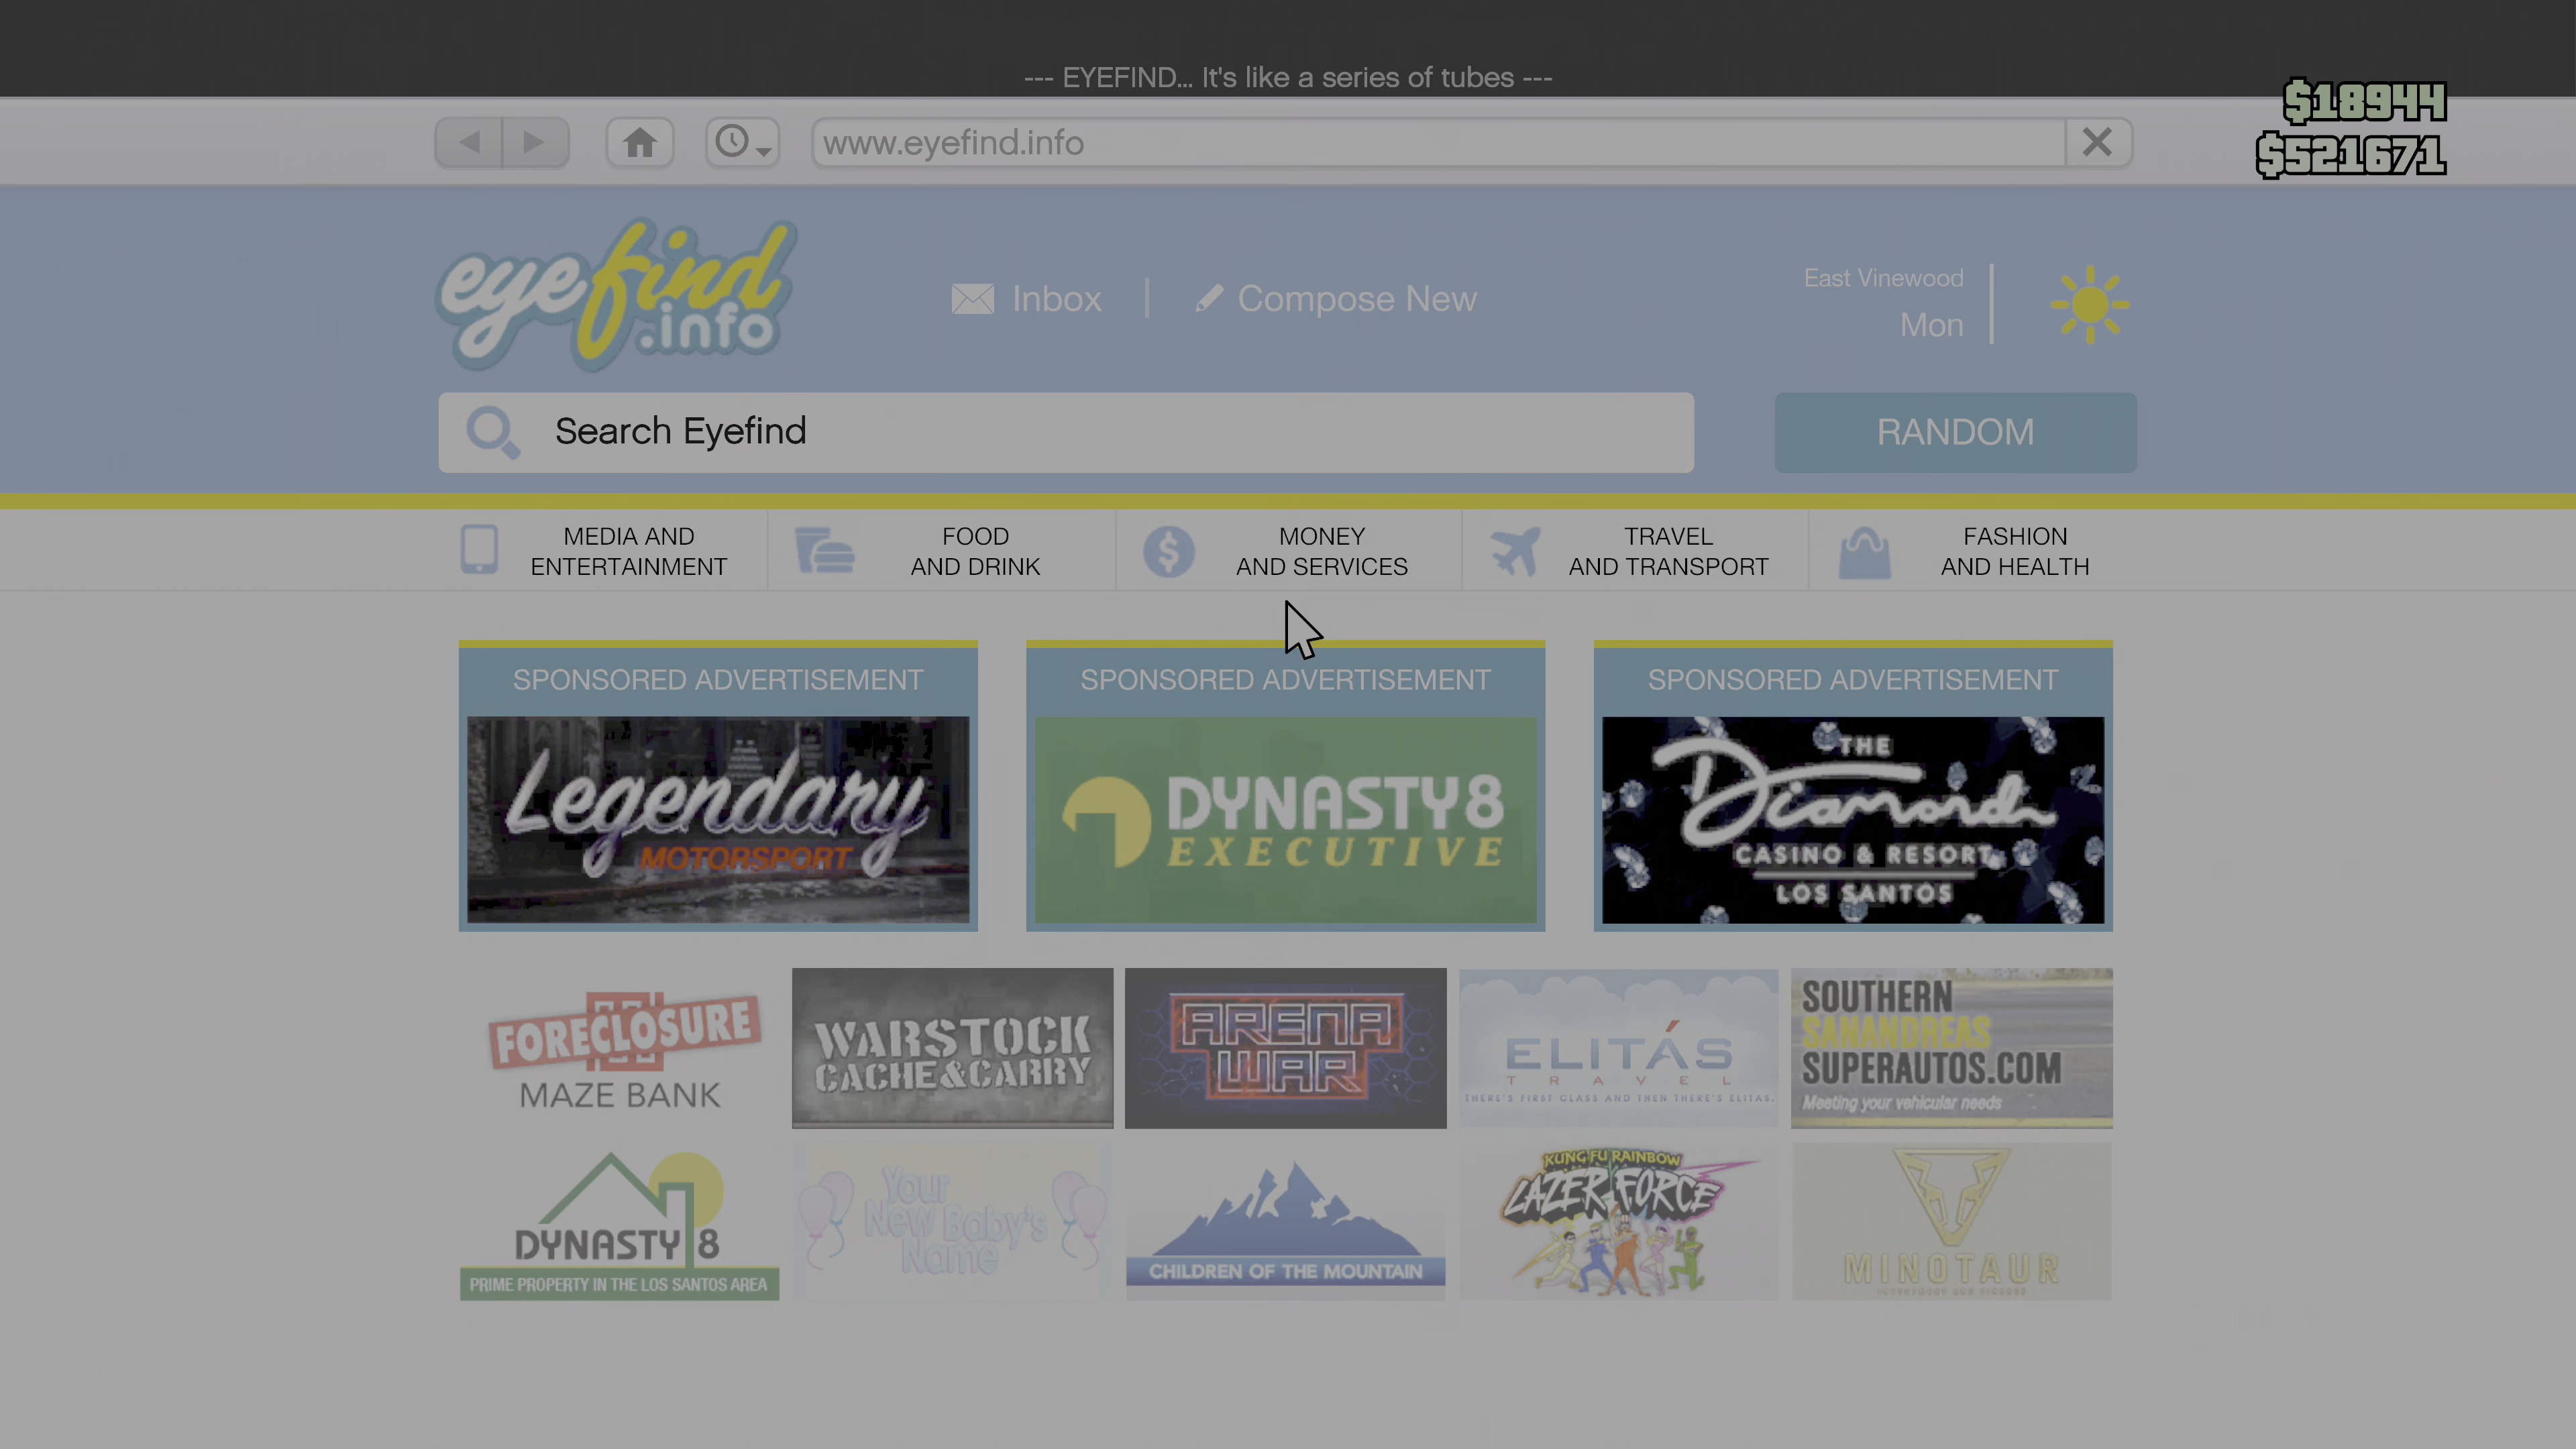 --- EYEFIND... It's like a series of tubes ---
$18944
www.eyefind.info
$521671
eyefind
.info
Inbox
Compose New
East Vinewood
Mon
Search Eyefind
RANDOM
MEDIA AND
ENTERTAINMENT
FOOD
AND DRINK
MONEY
AND SERVICES
TRAVEL
AND TRANSPORT
FASHION
AND HEALTH
SPONSORED ADVERTISEMENT
Legendary
MOTORSPORT
SPONSORED ADVERTISEMENT
DYNASTY 8
EXECUTIVE
SPONSORED ADVERTISEMENT
THE
Diamond
CASINO & RESORT
LOS SANTOS
FORECLOSURE
MAZE BANK
WARSTOCK
CACHE&CARRY
ARENA
WAR
ELITÁS
TRAVEL
THERE'S FIRST CLASS AND THEN THERE'S ELITAS.
SOUTHERN
SANANDREAS
SUPERAUTOS.COM
Meeting your vehicular needs
DYNASTY 8
PRIME PROPERTY IN THE LOS SANTOS AREA
Your
New Baby's
Name
CHILDREN OF THE MOUNTAIN
KUNG FU RAINBOW
LAZER FORCE
MINOTAUR